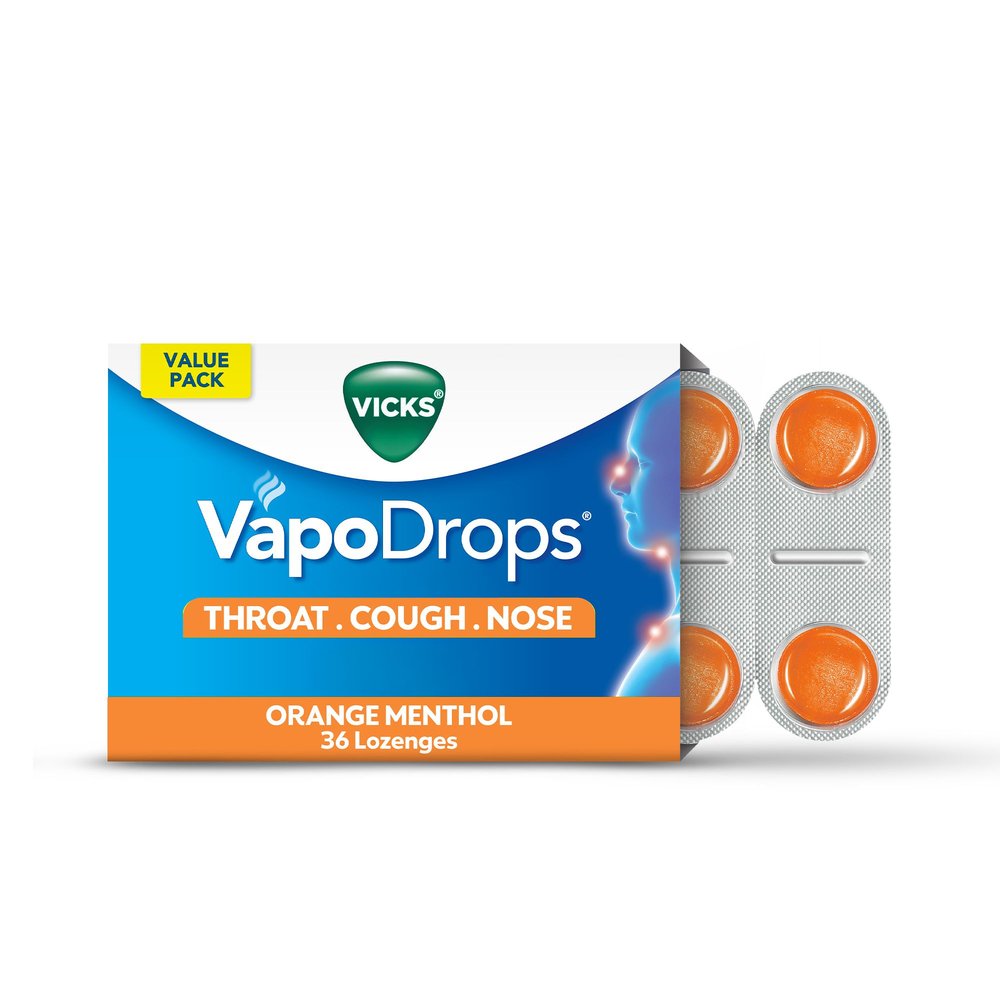 VALUE
PACK
VICKS®
VapoDrops®
THROAT . COUGH . NOSE
ORANGE MENTHOL
36 Lozenges